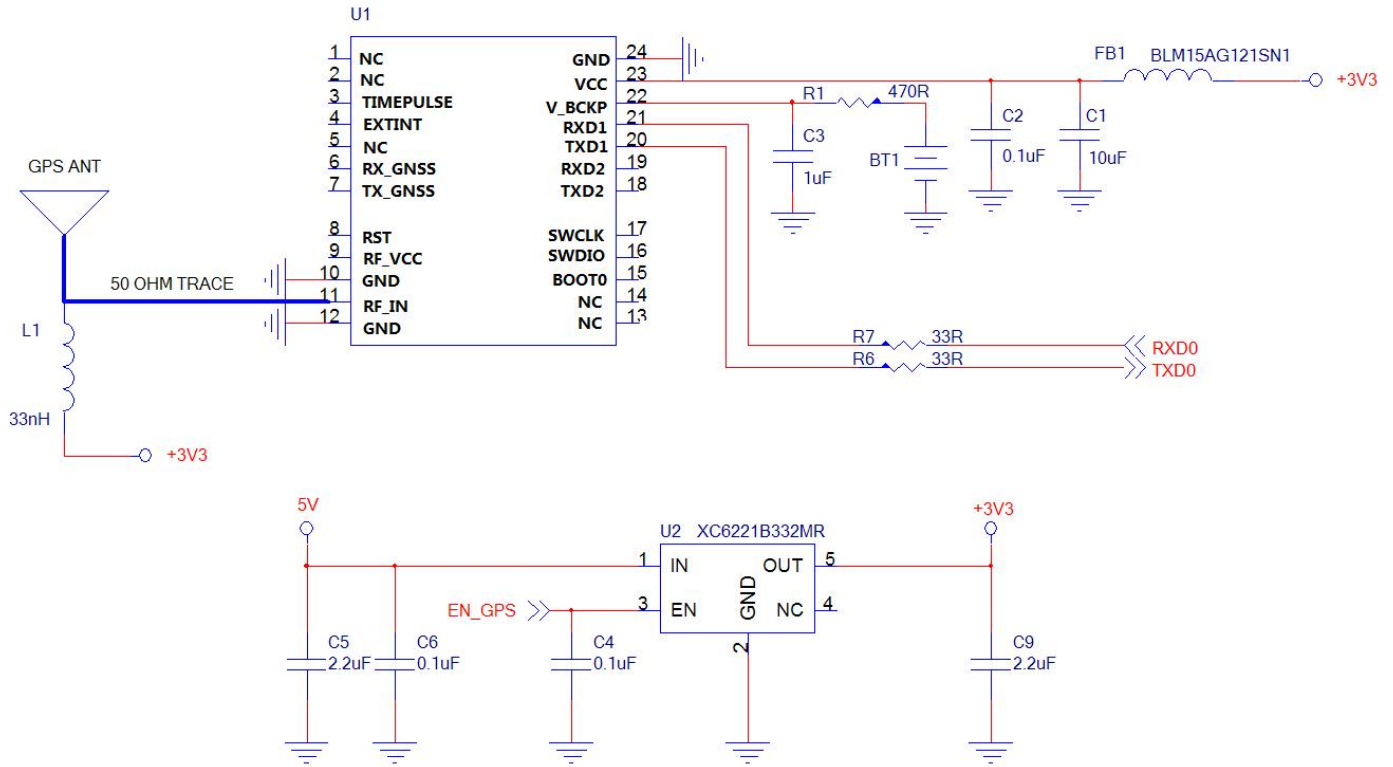 U1
1 NC
2 NC
3 TIMEPULSE
4 EXTINT
5 NC
6 RX_GNSS
7 TX_GNSS
8 RST
9 RF_VCC
10 GND
11 RF_IN
12 GND
GND 24
VCC 23
V_BCKP 22
RXD1 21
TXD1 20
RXD2 19
TXD2 18
SWCLK 17
SWDIO 16
BOOT0 15
NC 14
NC 13
FB1 BLM15AG121SN1
+3V3
R1 470R
C3
1uF
BT1
C2
0.1uF
C1
10uF
GPS ANT
50 OHM TRACE
L1
33nH
+3V3
R7 33R
RXD0
R6 33R
TXD0
5V
U2 XC6221B332MR
+3V3
1 IN
OUT 5
EN_GPS
3 EN
GND
NC 4
2
C5
2.2uF
C6
0.1uF
C4
0.1uF
C9
2.2uF